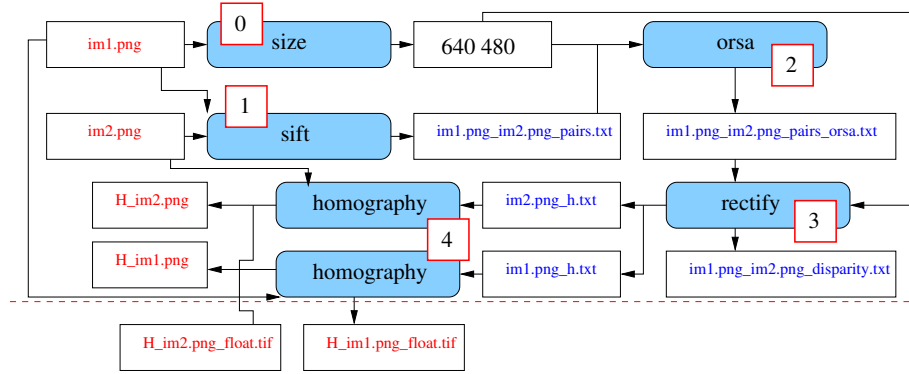 0
im1.png
size
640 480
orsa
2
1
im2.png
sift
im1.png_im2.png_pairs.txt
im1.png_im2.png_pairs_orsa.txt
H_im2.png
homography
im2.png_h.txt
rectify
3
4
H_im1.png
homography
im1.png_h.txt
im1.png_im2.png_disparity.txt
H_im2.png_float.tif
H_im1.png_float.tif